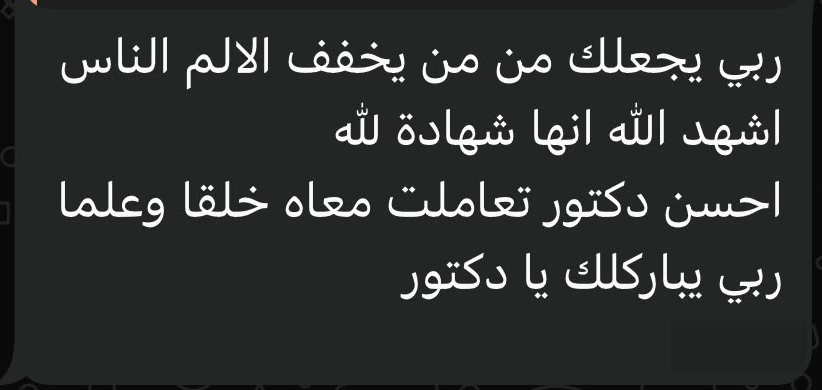 ربي يجعلك من من يخفف الالم الناس
اشهد الله انها شهادة لله
احسن دكتور تعاملت معاه خلقا وعلما
ربي يباركلك يا دكتور